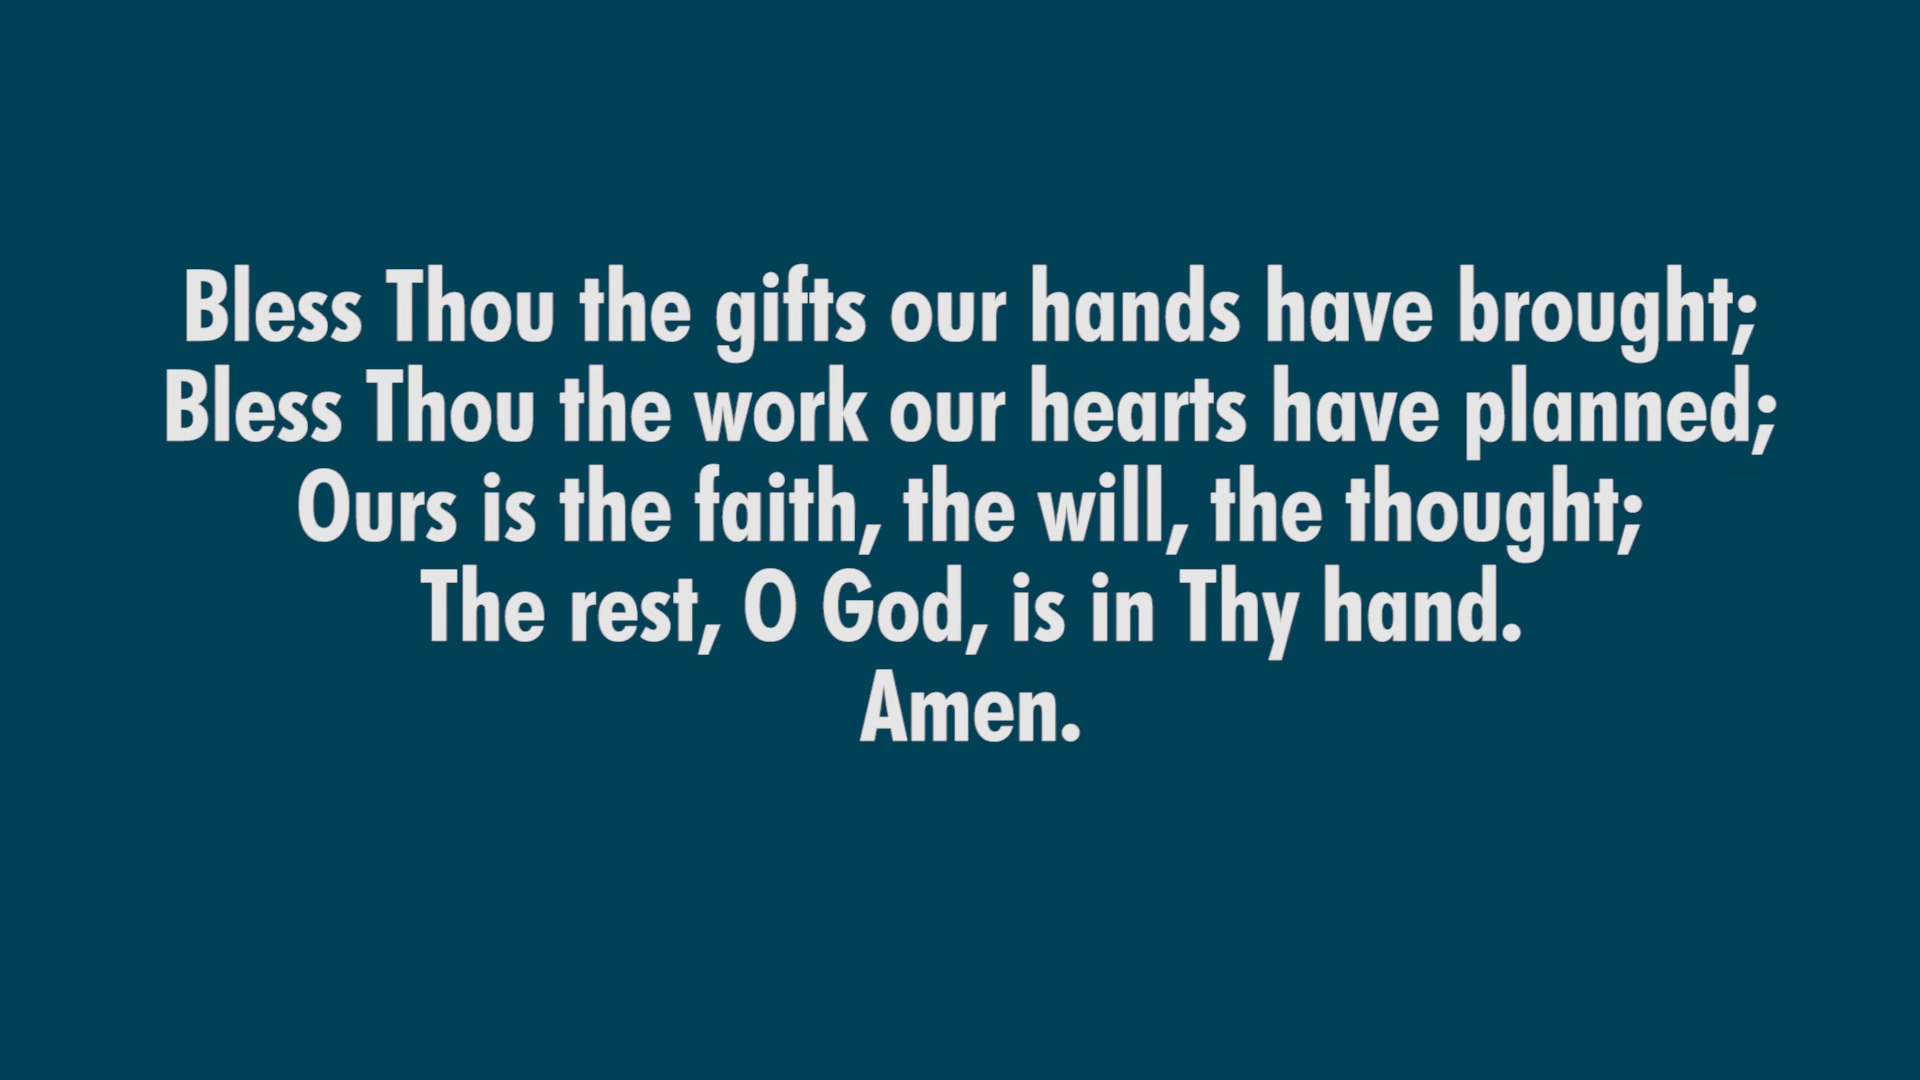 Bless Thou the gifts our hands have brought;
Bless Thou the work our hearts have planned;
Ours is the faith, the will, the thought;
The rest, O God, is in Thy hand.
Amen.